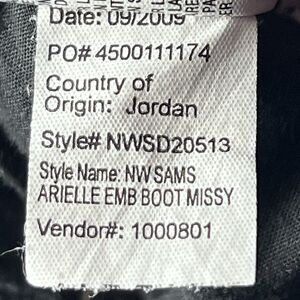 Date: 09/2009
PO# 4500111174
Country of
Origin: Jordan
Style# NWSD20513
Style Name: NW SAMS
ARIELLE EMB BOOT MISSY
Vendor#: 1000801